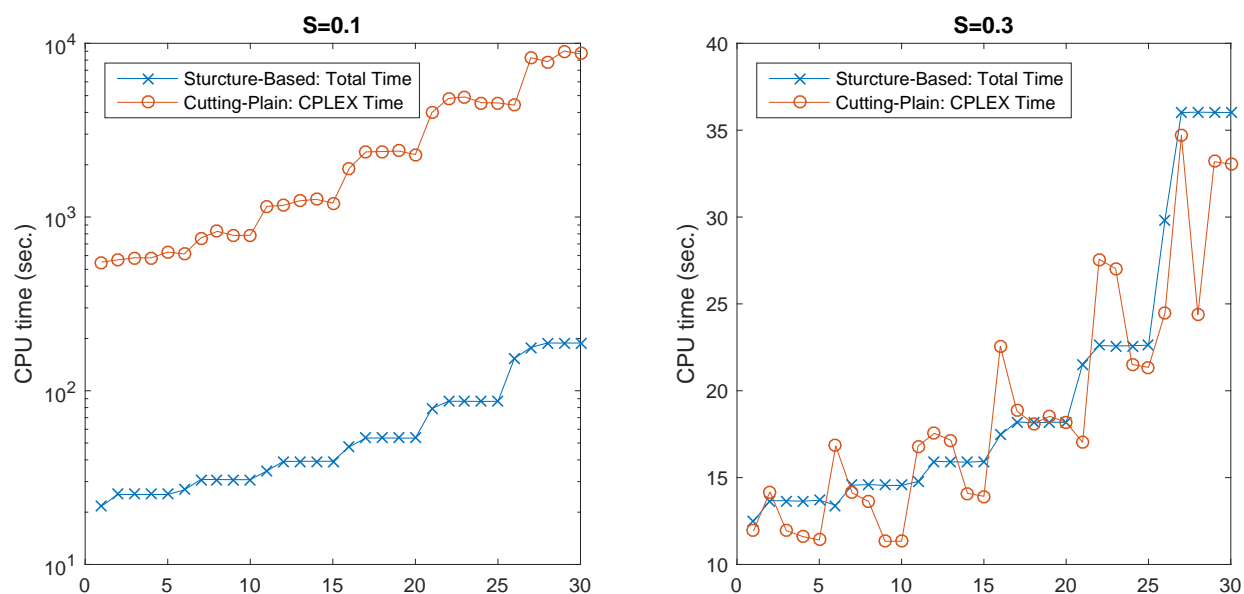 S=0.1
Sturcture-Based: Total Time
Cutting-Plain: CPLEX Time
CPU time (sec.)
10^4
10^3
10^2
10^1
0 5 10 15 20 25 30
S=0.3
Sturcture-Based: Total Time
Cutting-Plain: CPLEX Time
CPU time (sec.)
40
35
30
25
20
15
10
0 5 10 15 20 25 30